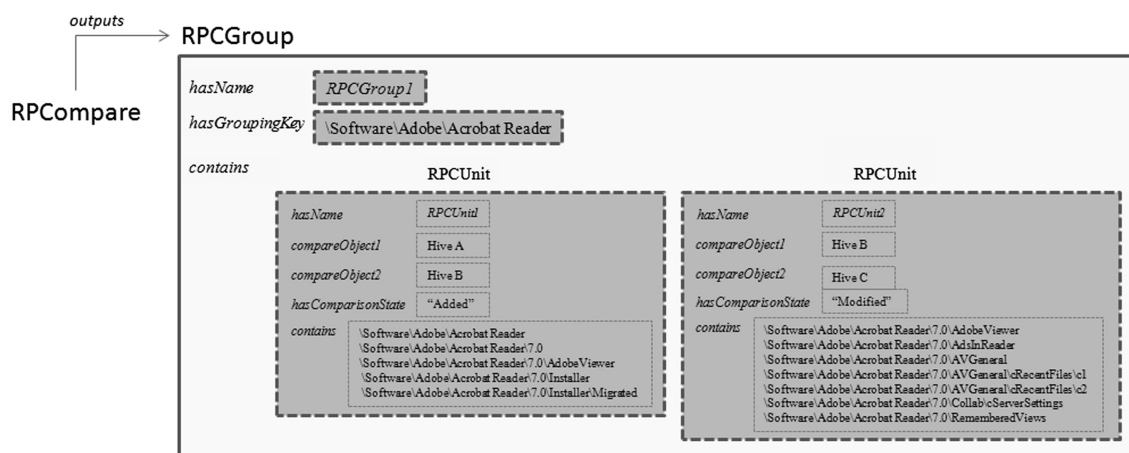 outputs
RPCGroup
RPCompare
hasName RPCGroup1
hasGroupingKey \Software\Adobe\Acrobat Reader
contains
RPCUnit
hasName RPCUnit1
compareObject1 Hive A
compareObject2 Hive B
hasComparisonState “Added”
contains
\Software\Adobe\Acrobat Reader
\Software\Adobe\Acrobat Reader\7.0
\Software\Adobe\Acrobat Reader\7.0\AdobeViewer
\Software\Adobe\Acrobat Reader\7.0\Installer
\Software\Adobe\Acrobat Reader\7.0\Installer\Migrated
RPCUnit
hasName RPCUnit2
compareObject1 Hive B
compareObject2 Hive C
hasComparisonState “Modified”
contains
\Software\Adobe\Acrobat Reader\7.0\AdobeViewer
\Software\Adobe\Acrobat Reader\7.0\AdsInReader
\Software\Adobe\Acrobat Reader\7.0\AVGeneral
\Software\Adobe\Acrobat Reader\7.0\AVGeneral\cRecentFiles\c1
\Software\Adobe\Acrobat Reader\7.0\AVGeneral\cRecentFiles\c2
\Software\Adobe\Acrobat Reader\7.0\Collab\cServerSettings
\Software\Adobe\Acrobat Reader\7.0\RememberedViews